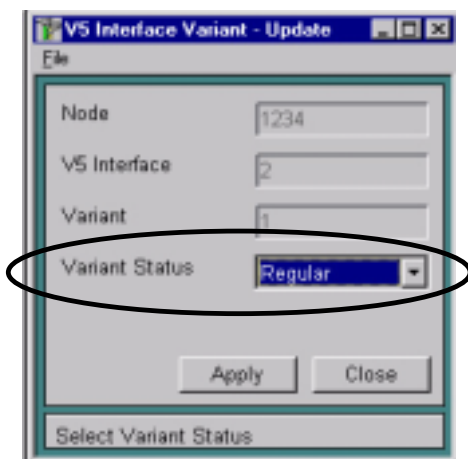 V5 Interface Variant - Update
File
Node 1234
V5 Interface 2
Variant 1
Variant Status Regular
Apply Close
Select Variant Status